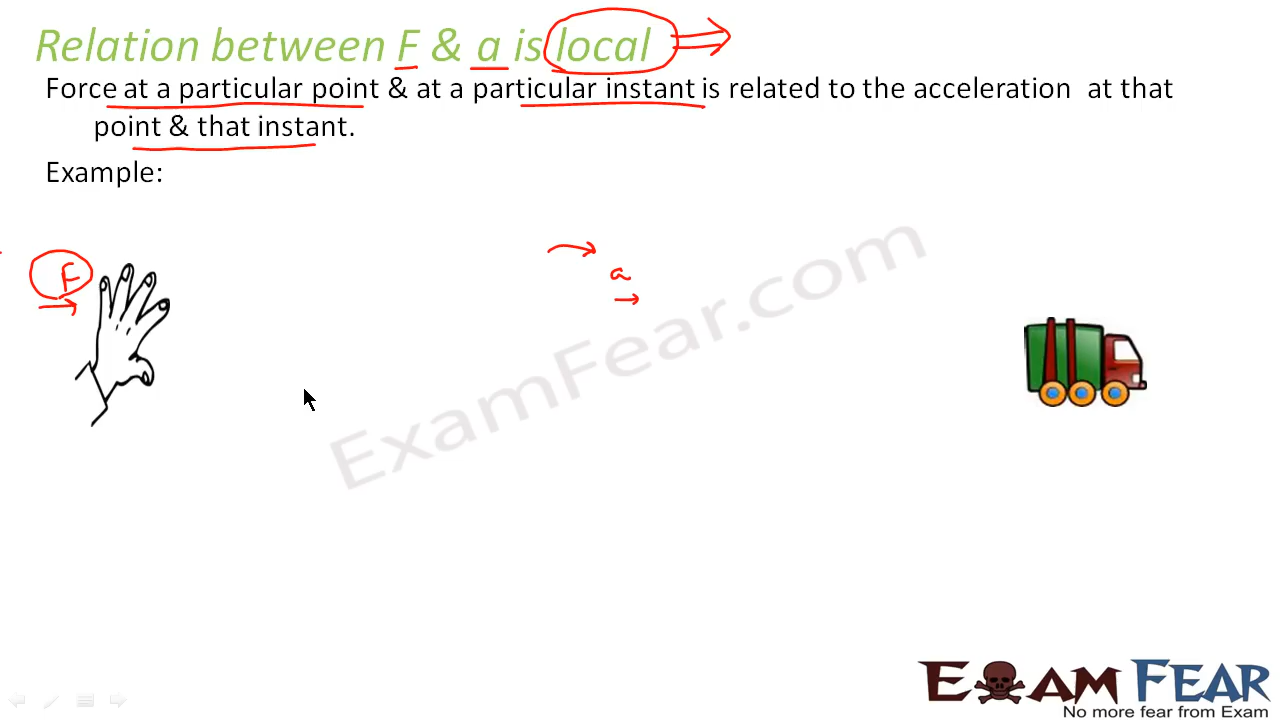 Relation between F & a is local
Force at a particular point & at a particular instant is related to the acceleration at that
point & that instant.
Example:
F
a
ExamFear.com
EXAM FEAR
No more fear from Exam